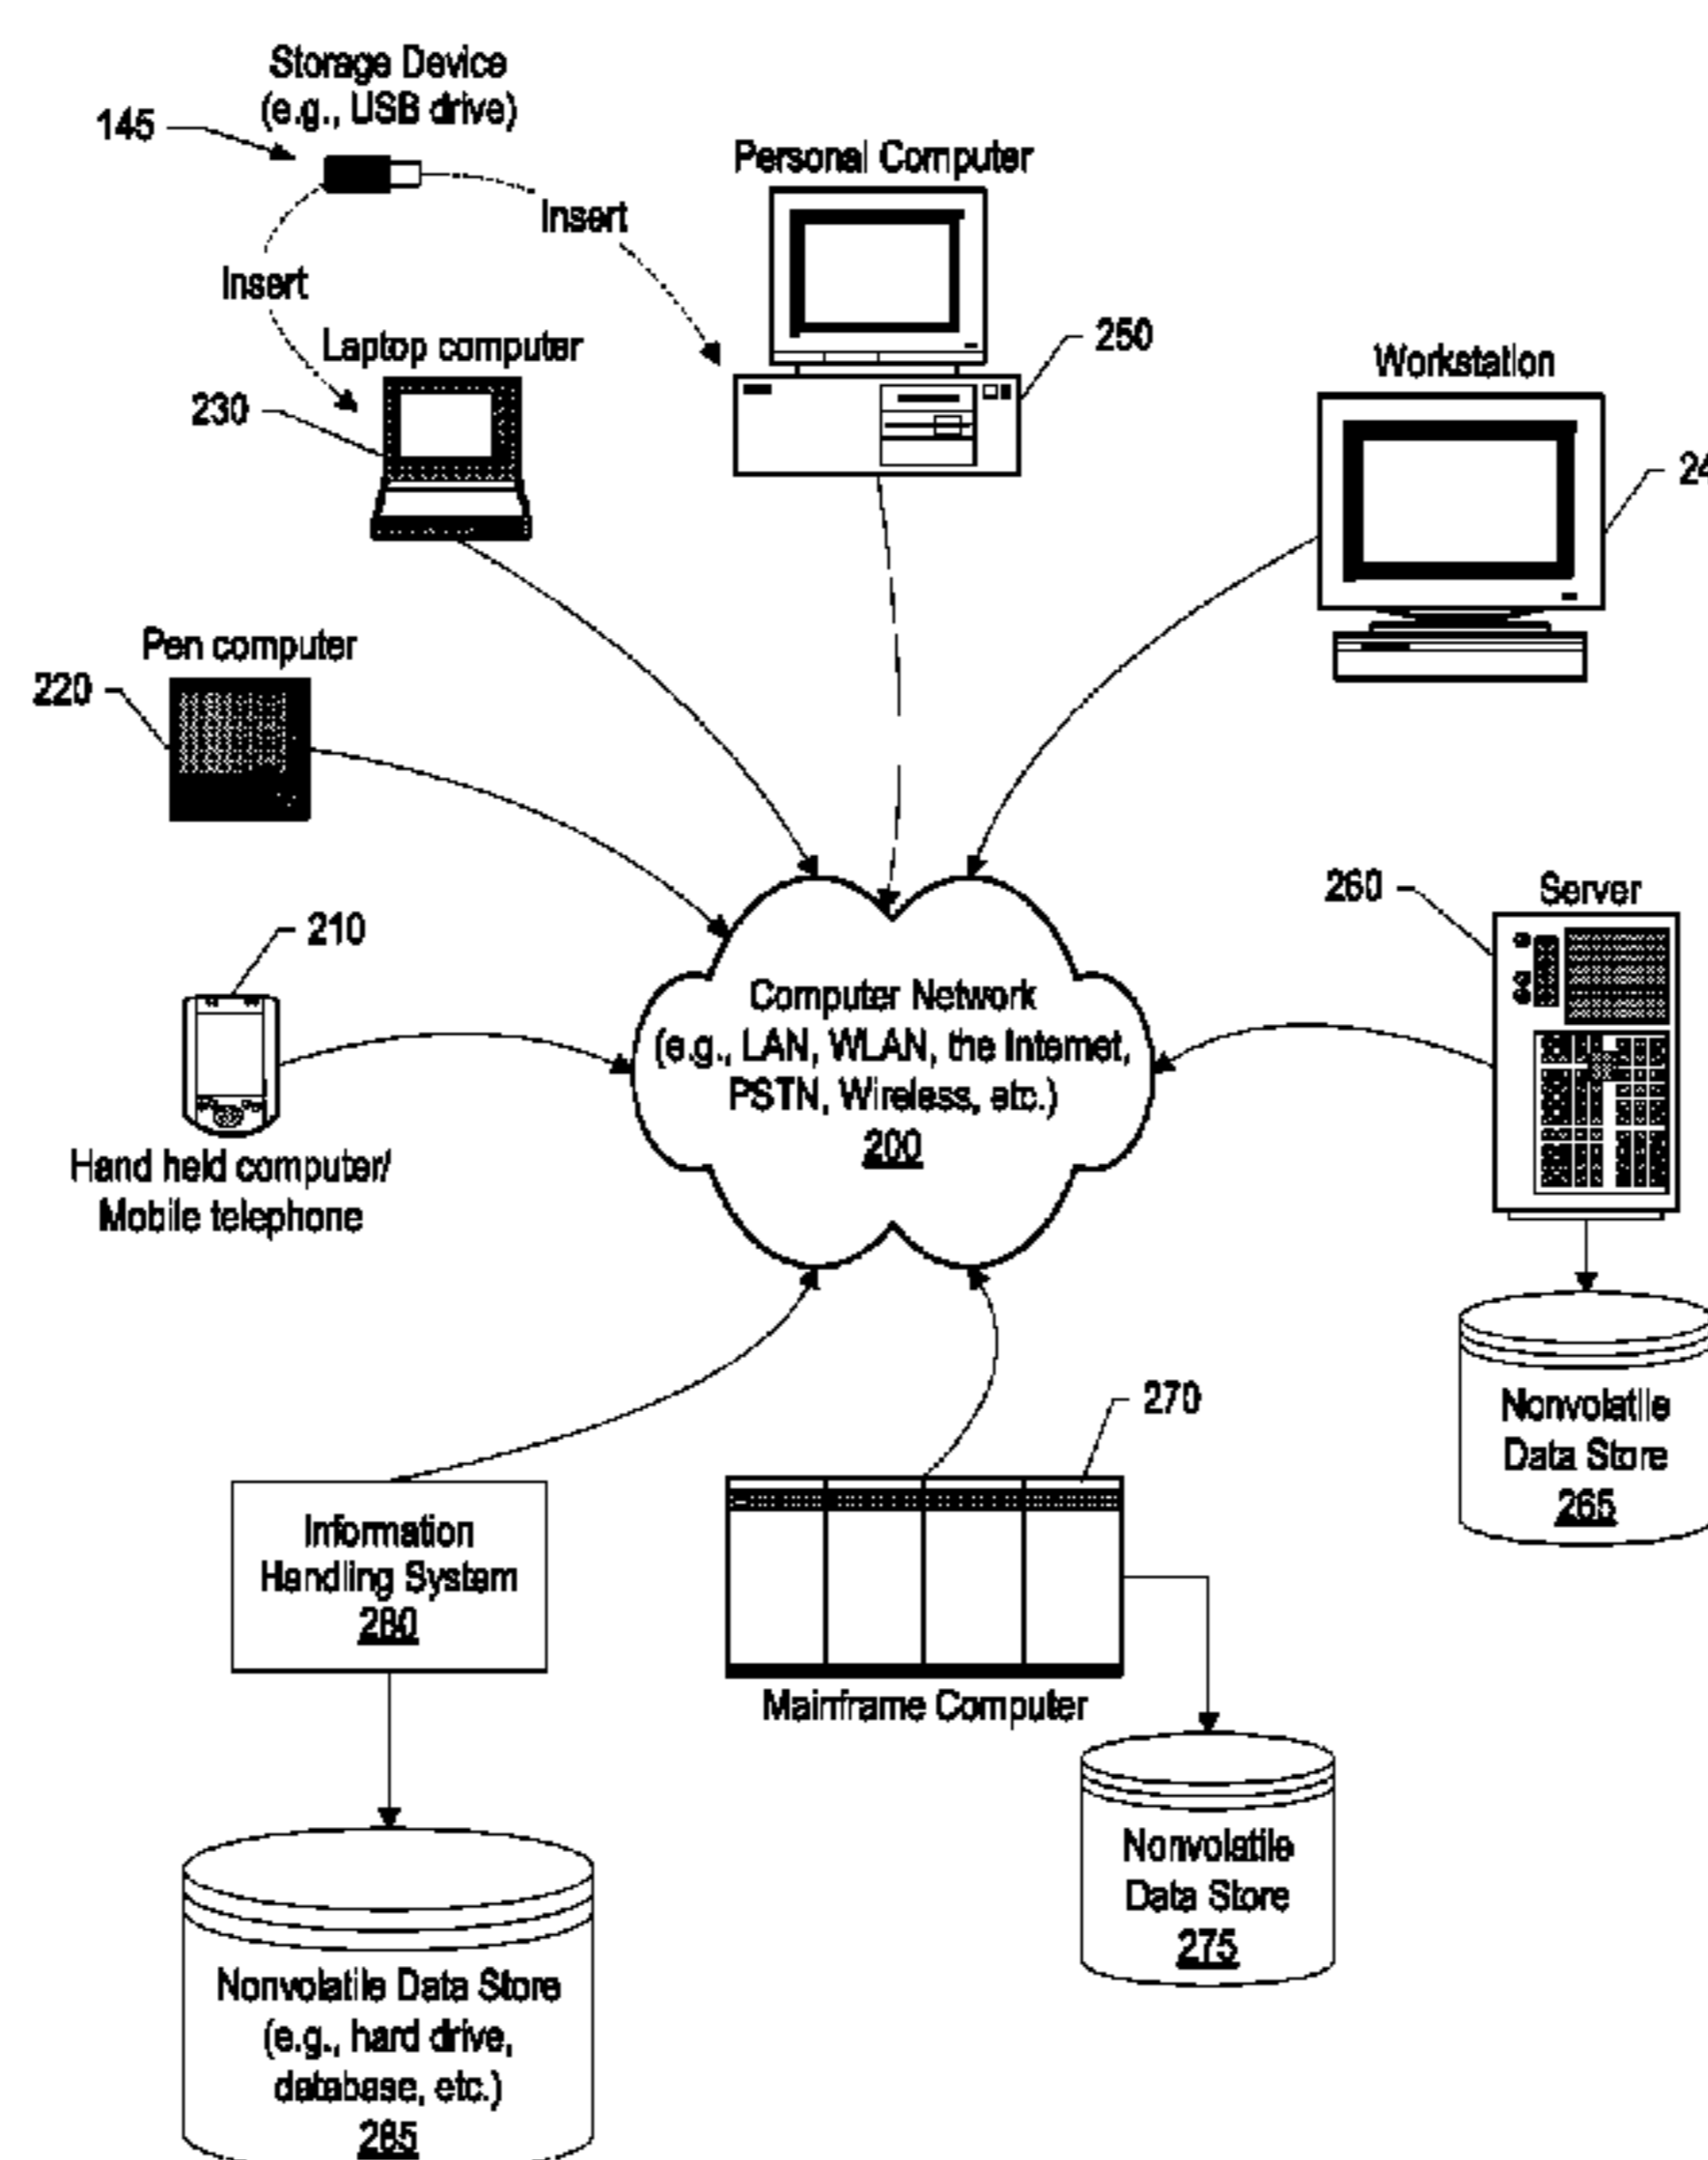 Storage Device
(e.g., USB drive)
145
Personal Computer
Insert
Insert
Laptop computer
250
Workstation
230
24
Pen computer
220
260
Server
210
Computer Network
(e.g., LAN, WLAN, the Internet,
PSTN, Wireless, etc.)
200
Hand held computer/
Mobile telephone
270
Nonvolatile
Data Store
265
Information
Handling System
280
Mainframe Computer
Nonvolatile
Data Store
275
Nonvolatile Data Store
(e.g., hard drive,
database, etc.)
285